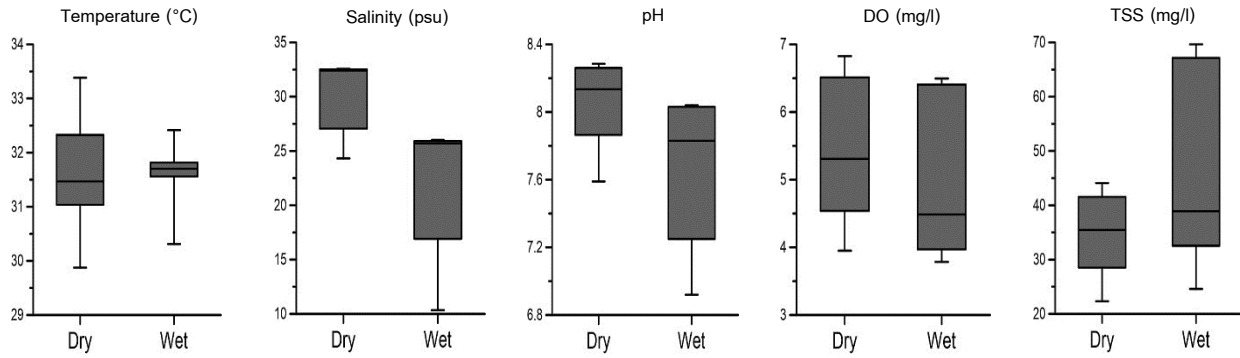 Temperature (°C)
34
33
32
31
30
29
Dry
Wet
Salinity (psu)
35
30
25
20
15
10
Dry
Wet
pH
8.4
8
7.6
7.2
6.8
Dry
Wet
DO (mg/l)
7
6
5
4
3
Dry
Wet
TSS (mg/l)
70
60
50
40
30
20
Dry
Wet